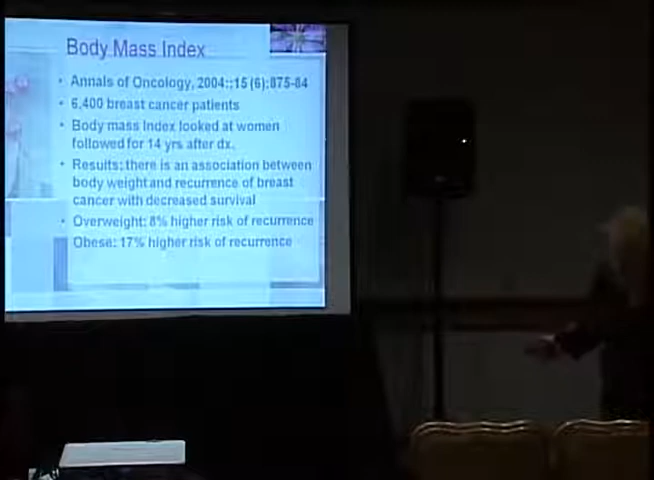 Body Mass Index
• Annals of Oncology, 2004::15 (6):875-84
• 6,400 breast cancer patients
• Body mass Index looked at women
followed for 14 yrs after dx.
• Results: there is an association between
body weight and recurrence of breast
cancer with decreased survival
• Overweight: 8% higher risk of recurrence
Obese: 17% higher risk of recurrence